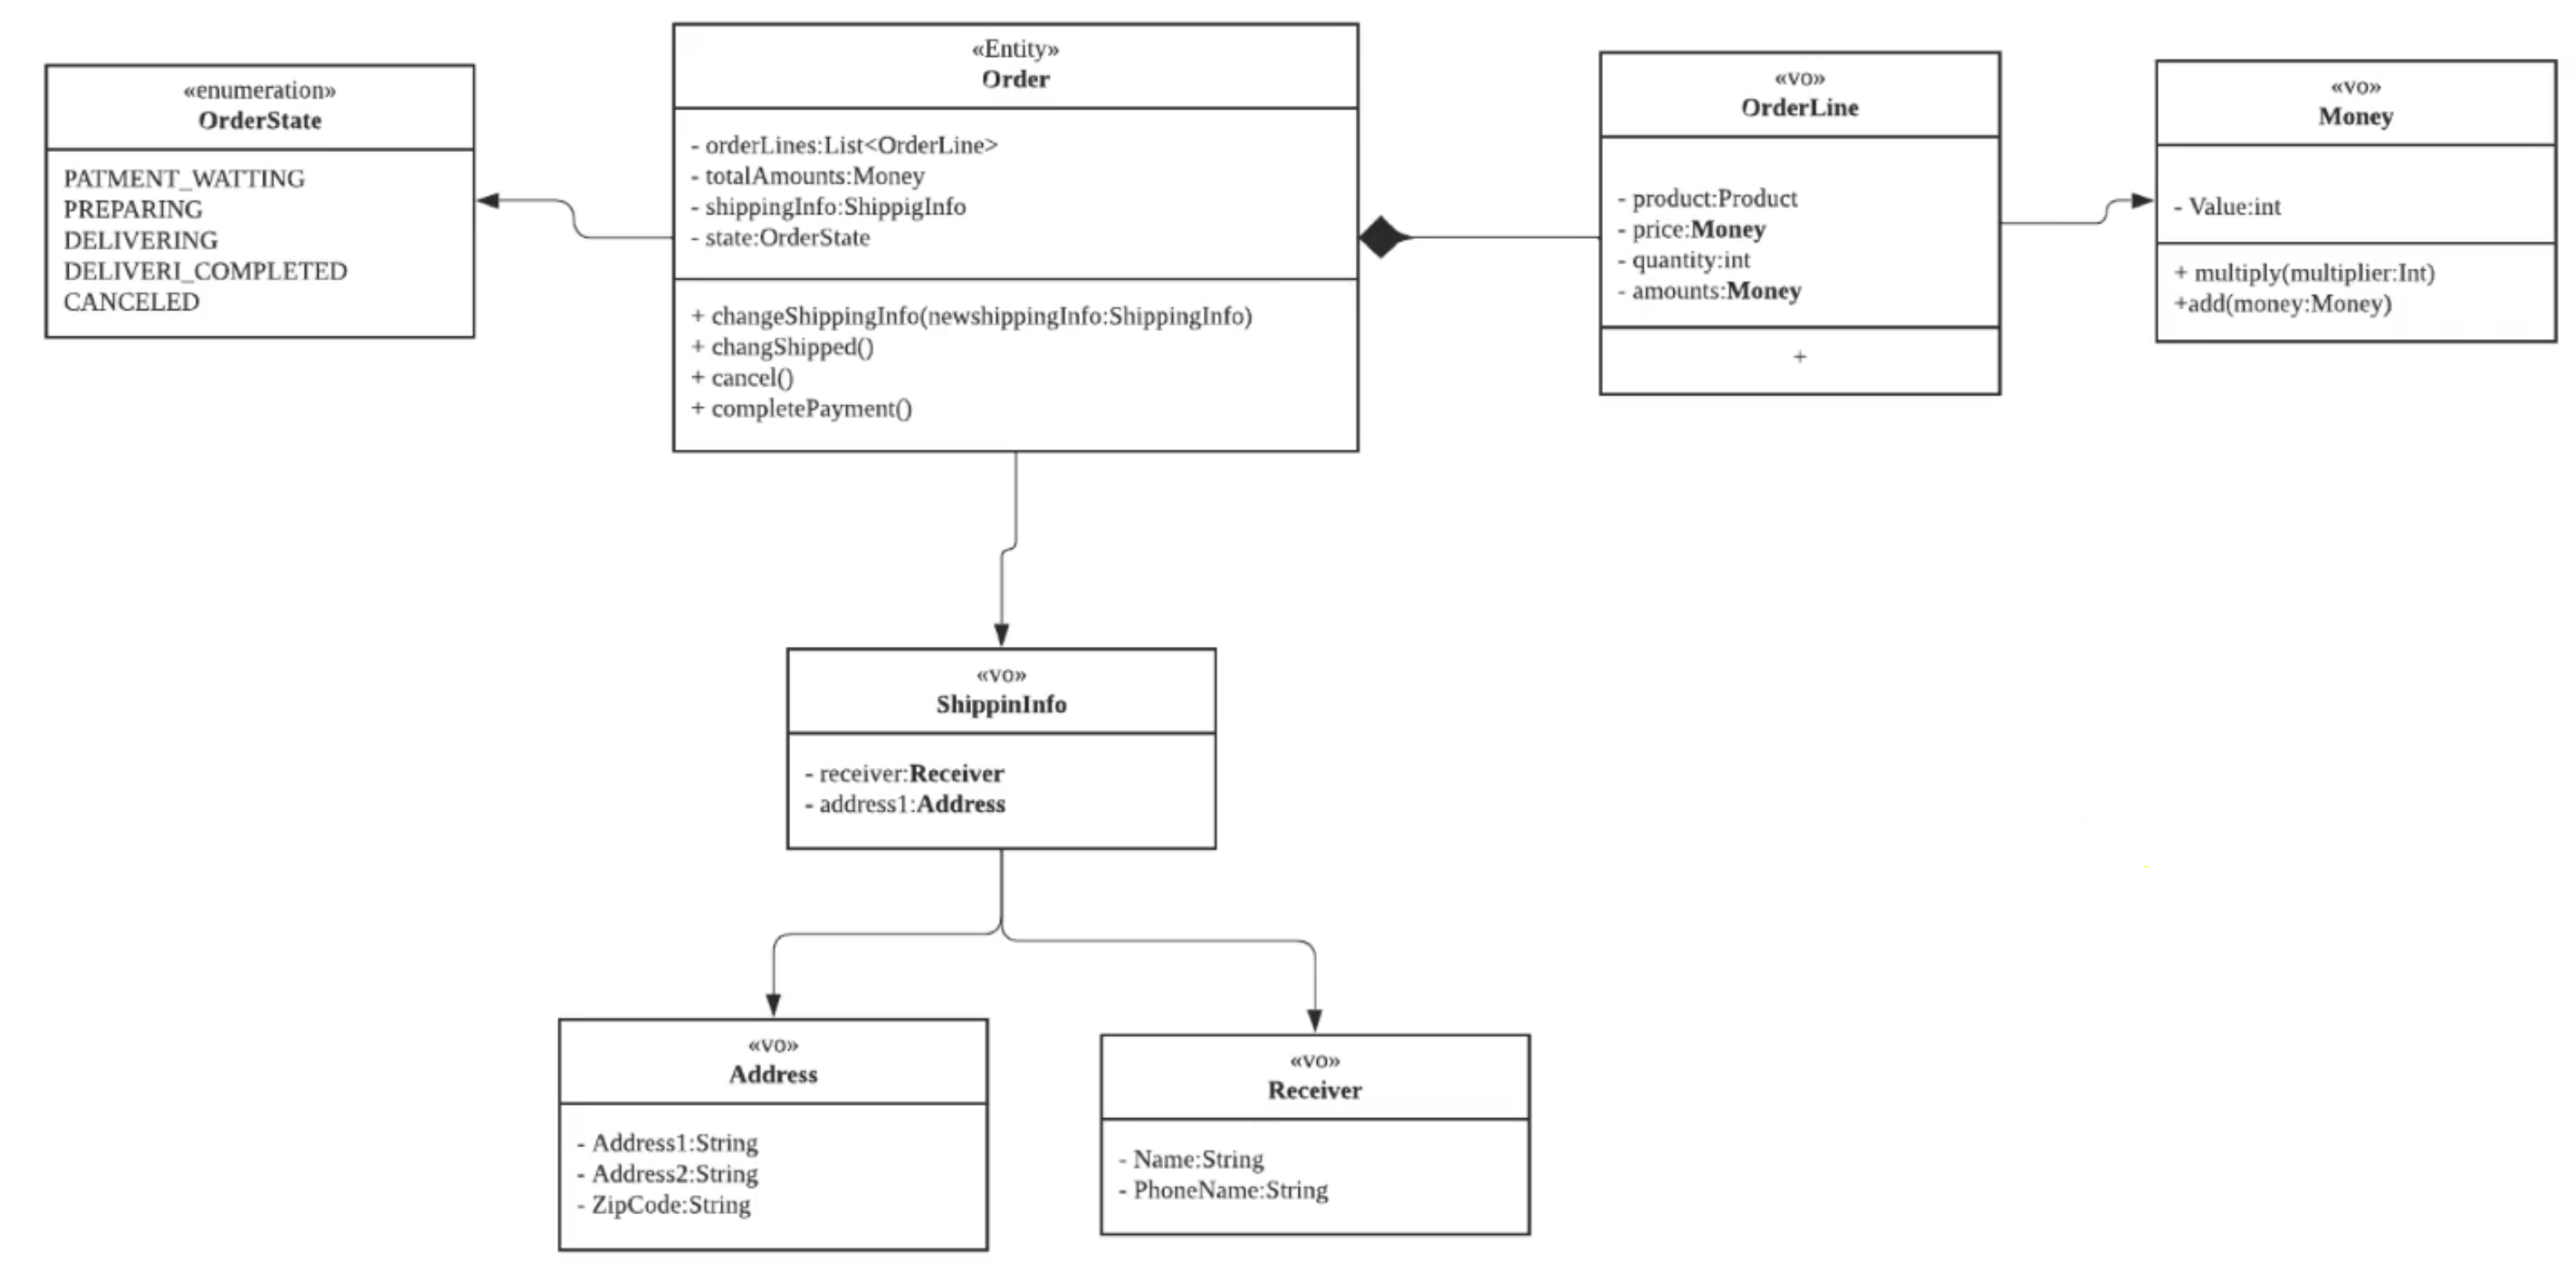 «enumeration»
OrderState
PATMENT_WATTING
PREPARING
DELIVERING
DELIVERI_COMPLETED
CANCELED
«Entity»
Order
- orderLines:List<OrderLine>
- totalAmounts:Money
- shippingInfo:ShippigInfo
- state:OrderState
+ changeShippingInfo(newshippingInfo:ShippingInfo)
+ changShipped()
+ cancel()
+ completePayment()
«vo»
OrderLine
- product:Product
- price:Money
- quantity:int
- amounts:Money
+
«vo»
Money
- Value:int
+ multiply(multiplier:Int)
+add(money:Money)
«vo»
ShippinInfo
- receiver:Receiver
- address1:Address
«vo»
Address
- Address1:String
- Address2:String
- ZipCode:String
«vo»
Receiver
- Name:String
- PhoneName:String